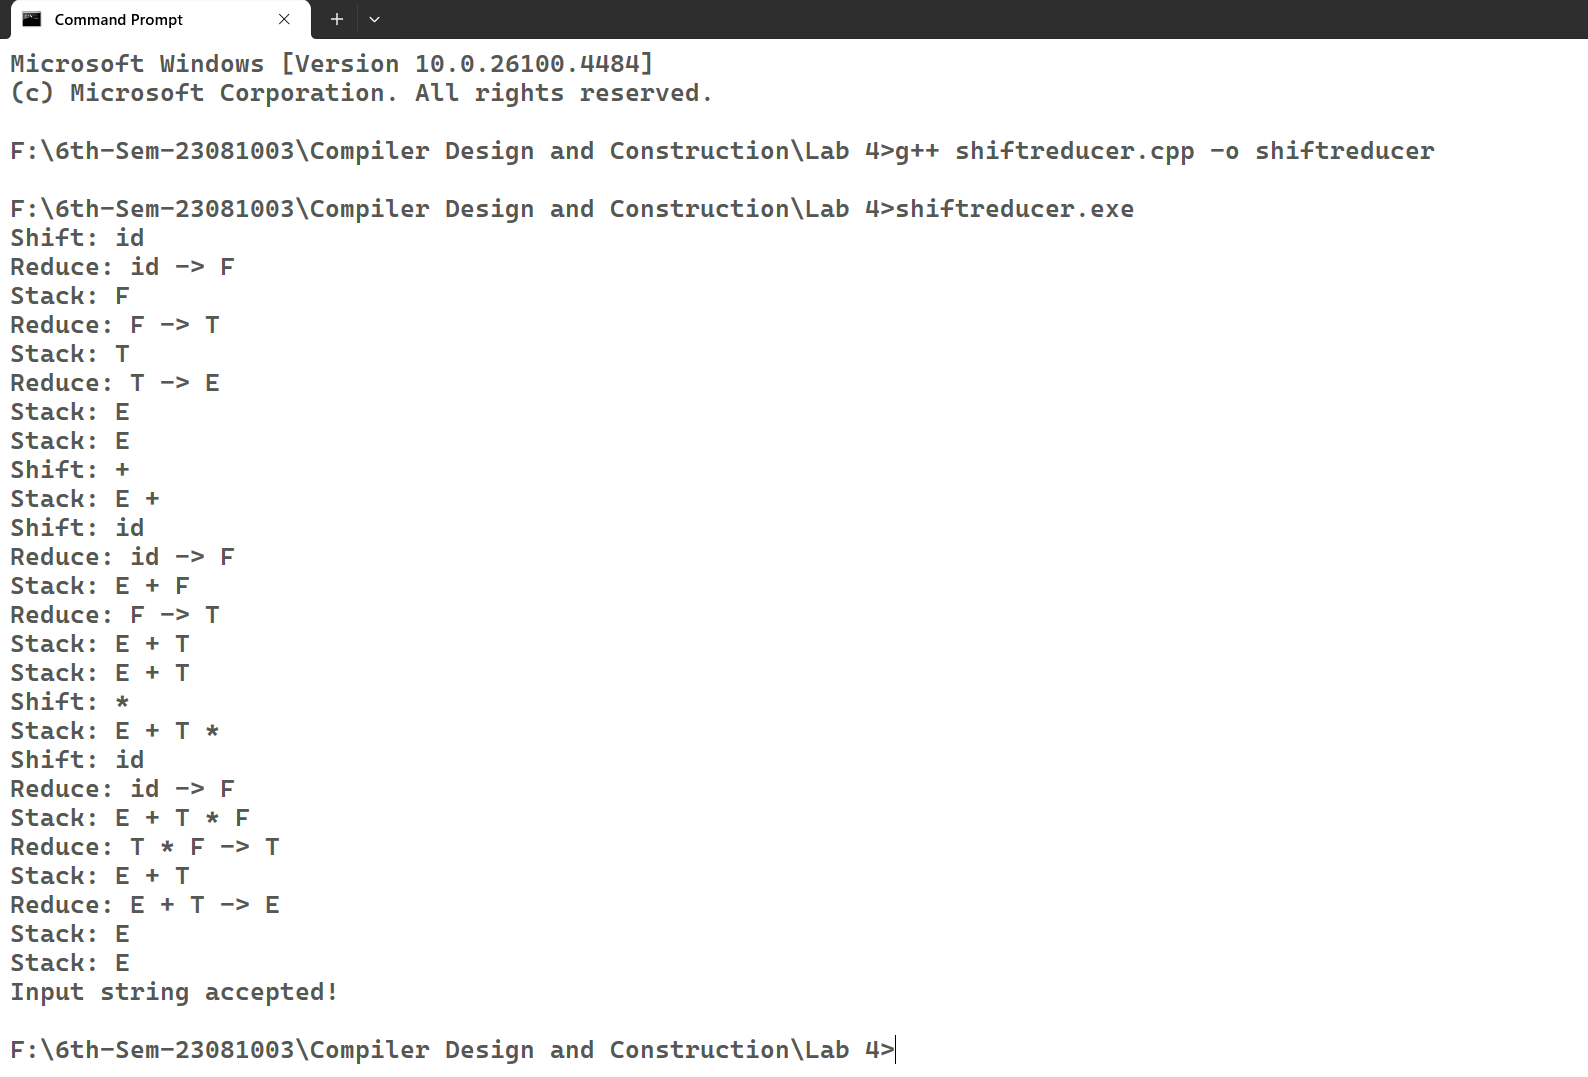 Command Prompt
Microsoft Windows [Version 10.0.26100.4484]
(c) Microsoft Corporation. All rights reserved.
F:\6th-Sem-23081003\Compiler Design and Construction\Lab 4>g++ shiftreducer.cpp -o shiftreducer
F:\6th-Sem-23081003\Compiler Design and Construction\Lab 4>shiftreducer.exe
Shift: id
Reduce: id -> F
Stack: F
Reduce: F -> T
Stack: T
Reduce: T -> E
Stack: E
Stack: E
Shift: +
Stack: E +
Shift: id
Reduce: id -> F
Stack: E + F
Reduce: F -> T
Stack: E + T
Stack: E + T
Shift: *
Stack: E + T *
Shift: id
Reduce: id -> F
Stack: E + T * F
Reduce: T * F -> T
Stack: E + T
Reduce: E + T -> E
Stack: E
Stack: E
Input string accepted!
F:\6th-Sem-23081003\Compiler Design and Construction\Lab 4>